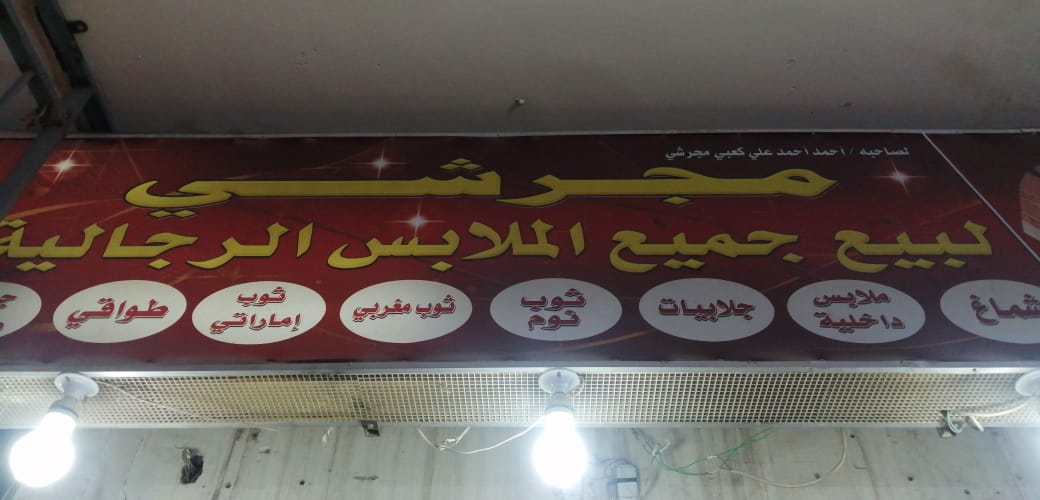 لصاحبه / احمد احمد علي كعبي مجرشي
مجرشي
لبيع جميع الملابس الرجالية
شماغ
ملابس داخلية
جلابيات
ثوب نوم
ثوب مغربي
ثوب إماراتي
طواقي